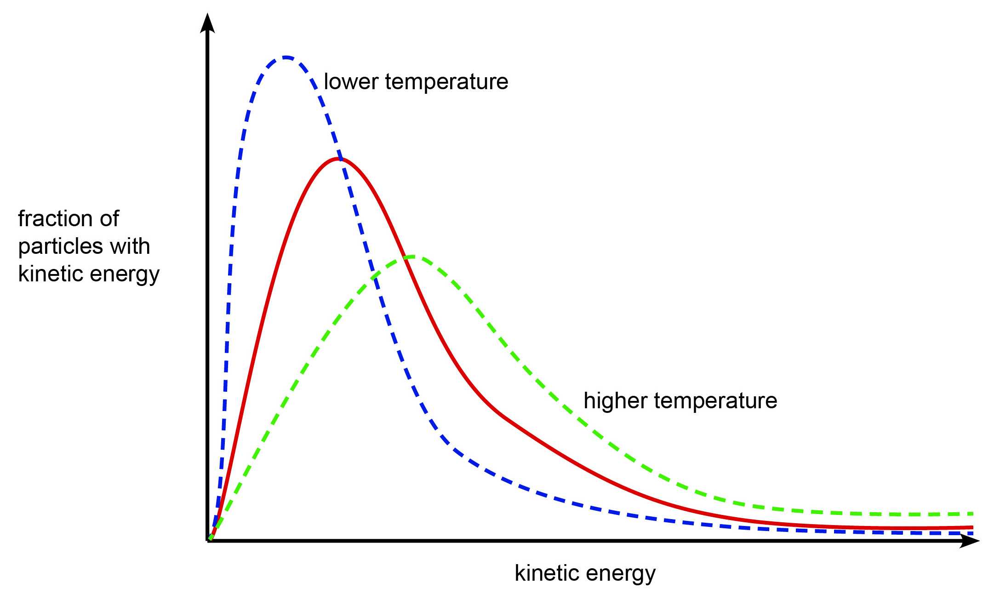 lower temperature
fraction of
particles with
kinetic energy
higher temperature
kinetic energy